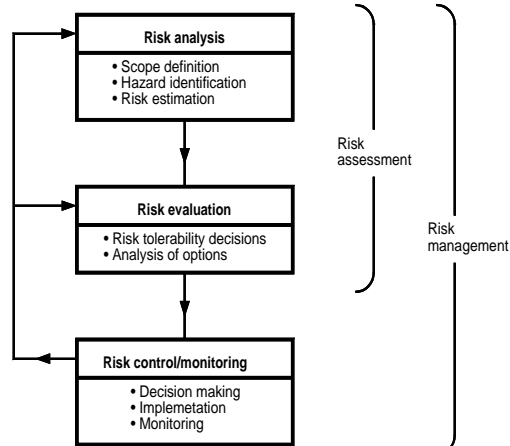 Risk analysis
• Scope definition
• Hazard identification
• Risk estimation
Risk
assessment
Risk evaluation
• Risk tolerability decisions
• Analysis of options
Risk
management
Risk control/monitoring
• Decision making
• Implemetation
• Monitoring